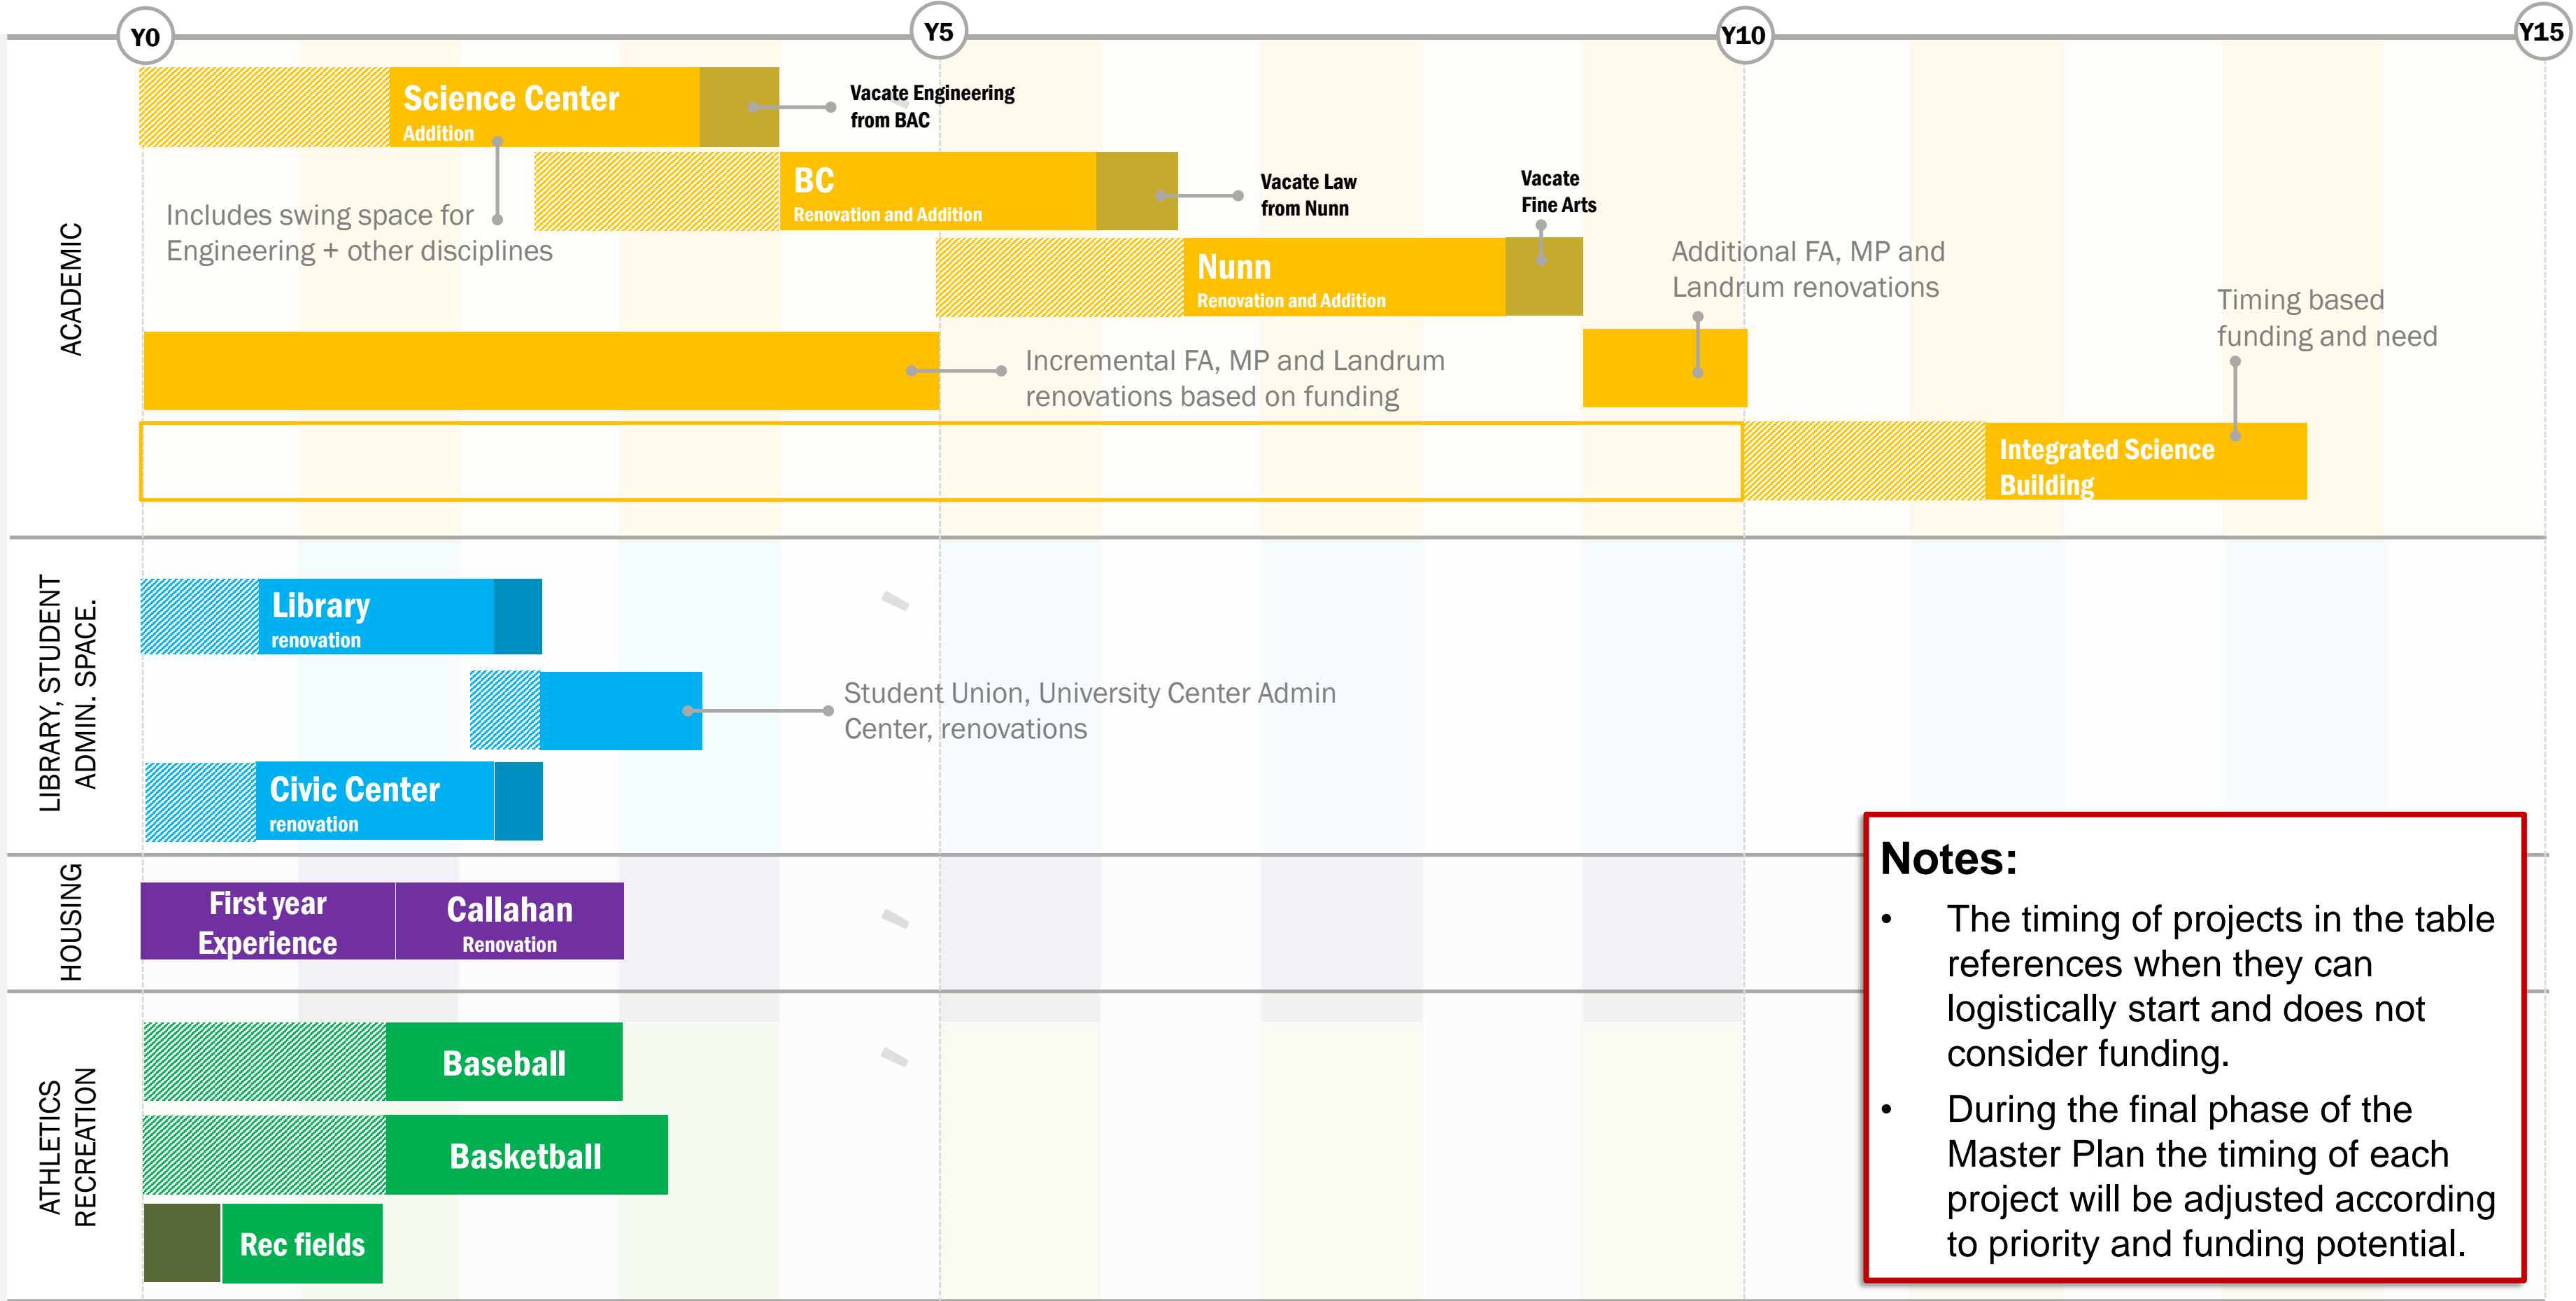 Y0
Y5
Y10
Y15
ACADEMIC
Science Center
Addition
Vacate Engineering
from BAC
Includes swing space for
Engineering + other disciplines
BC
Renovation and Addition
Vacate Law
from Nunn
Vacate
Fine Arts
Nunn
Renovation and Addition
Additional FA, MP and
Landrum renovations
Timing based
funding and need
Incremental FA, MP and Landrum
renovations based on funding
Integrated Science
Building
LIBRARY, STUDENT
ADMIN. SPACE.
Library
renovation
Student Union, University Center Admin
Center, renovations
Civic Center
renovation
HOUSING
First year
Experience
Callahan
Renovation
ATHLETICS
RECREATION
Baseball
Basketball
Rec fields
Notes:
• The timing of projects in the table
references when they can
logistically start and does not
consider funding.
• During the final phase of the
Master Plan the timing of each
project will be adjusted according
to priority and funding potential.